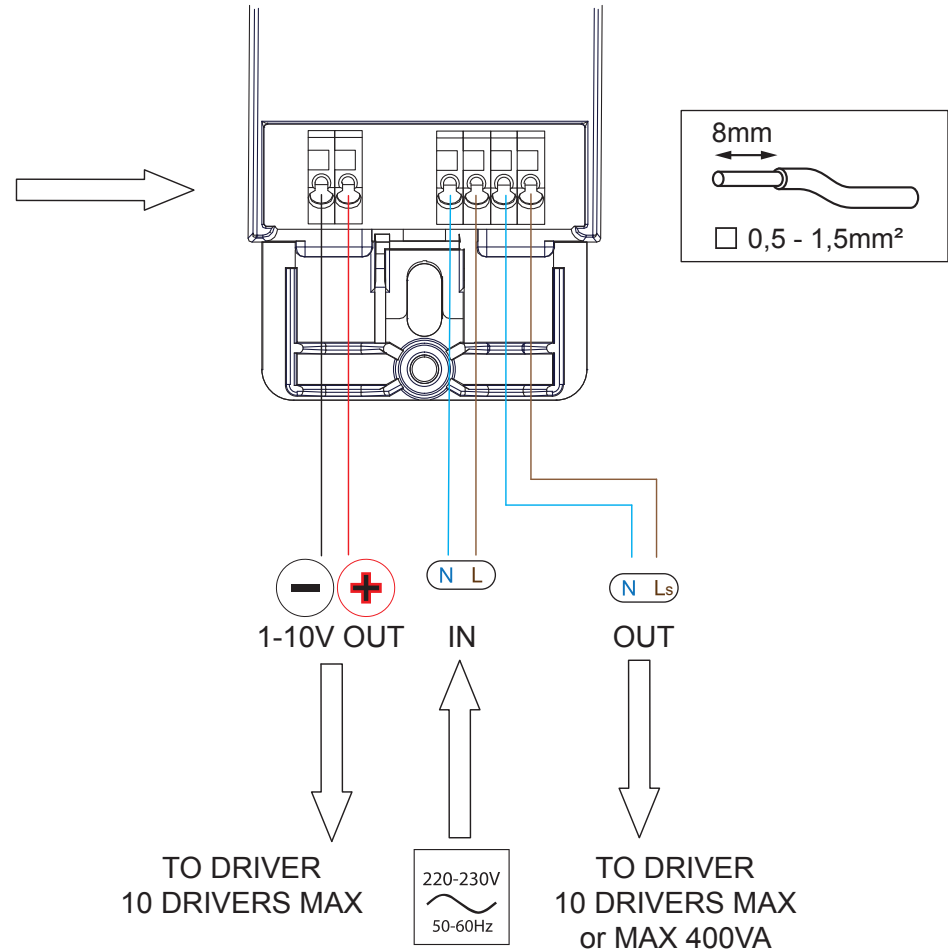 8mm
0,5 - 1,5mm²
N L
N Ls
1-10V OUT
IN
OUT
TO DRIVER
10 DRIVERS MAX
220-230V
50-60Hz
TO DRIVER
10 DRIVERS MAX
or MAX 400VA